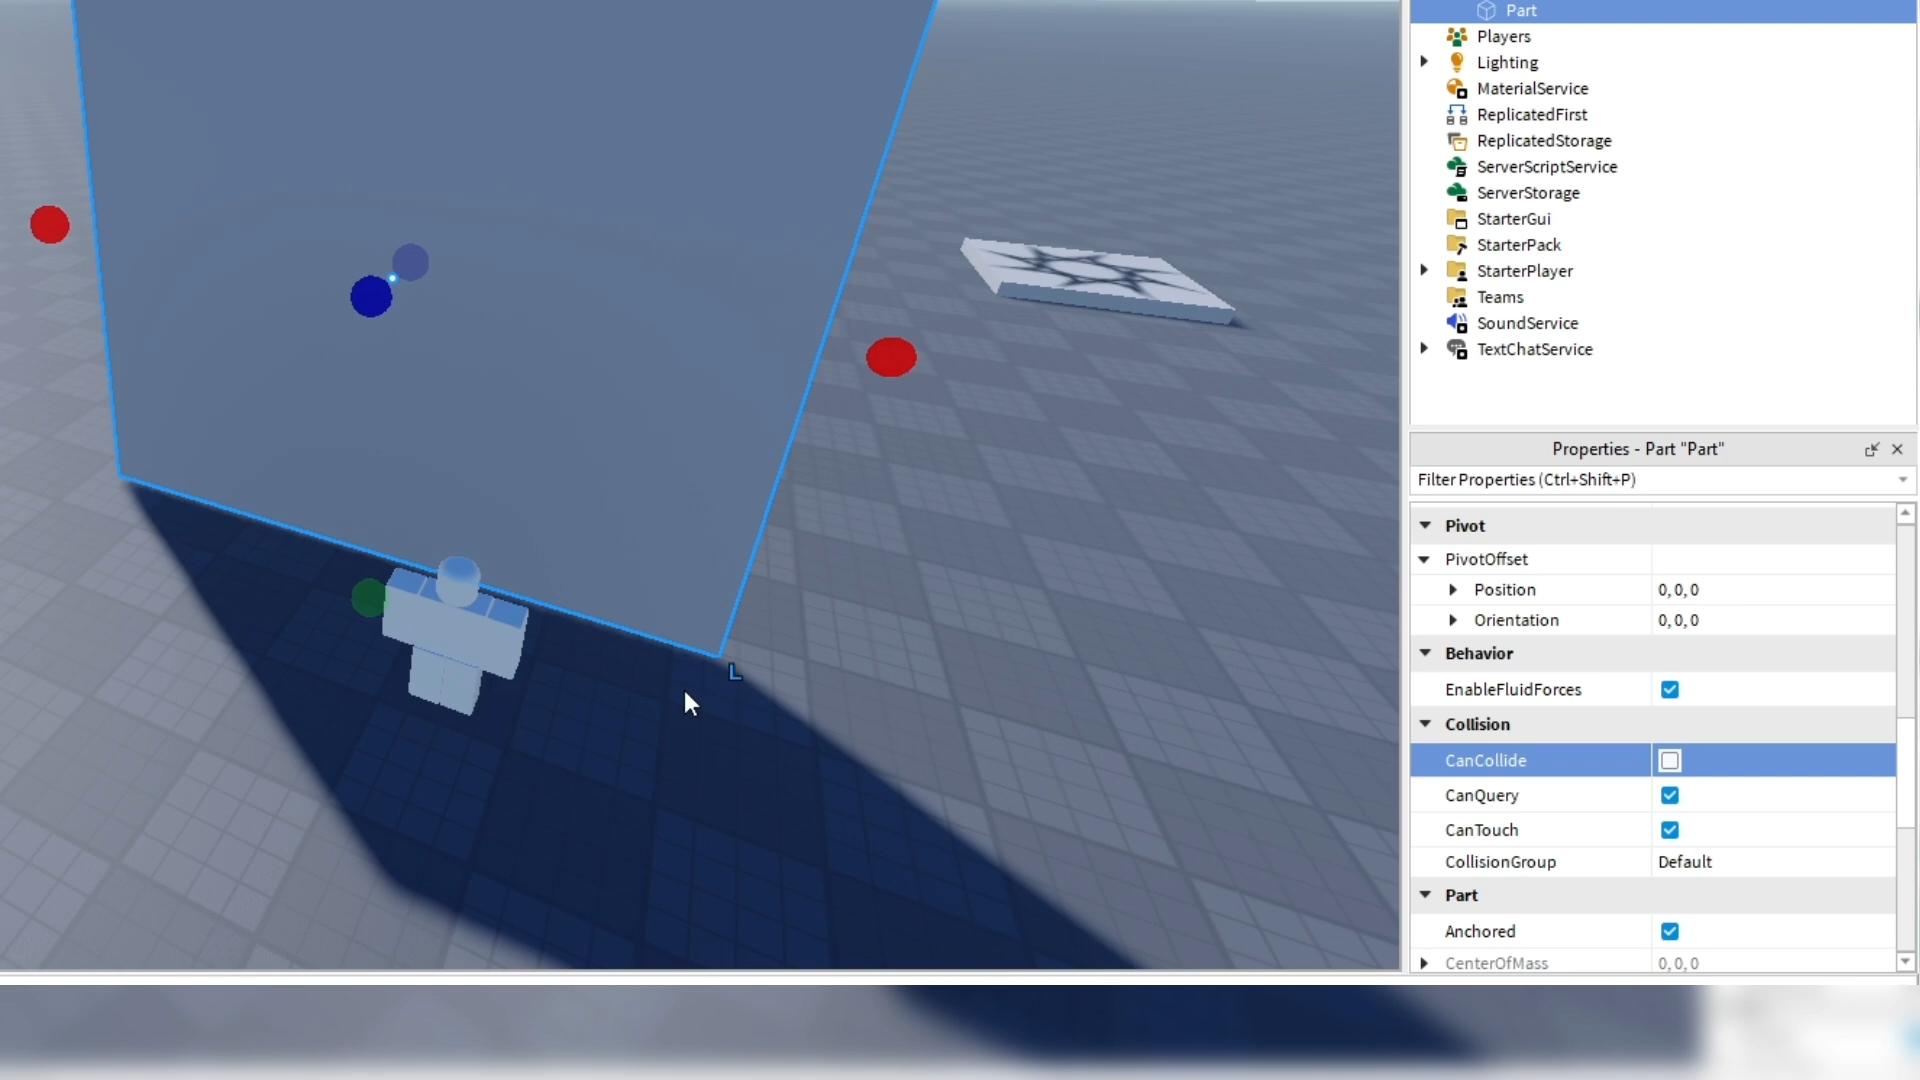 Part
Players
Lighting
MaterialService
ReplicatedFirst
ReplicatedStorage
ServerScriptService
ServerStorage
StarterGui
StarterPack
StarterPlayer
Teams
SoundService
TextChatService
Properties - Part "Part"
Filter Properties (Ctrl+Shift+P)
Pivot
PivotOffset
Position 0, 0, 0
Orientation 0, 0, 0
Behavior
EnableFluidForces
Collision
CanCollide
CanQuery
CanTouch
CollisionGroup Default
Part
Anchored
CenterOfMass 0, 0, 0
L